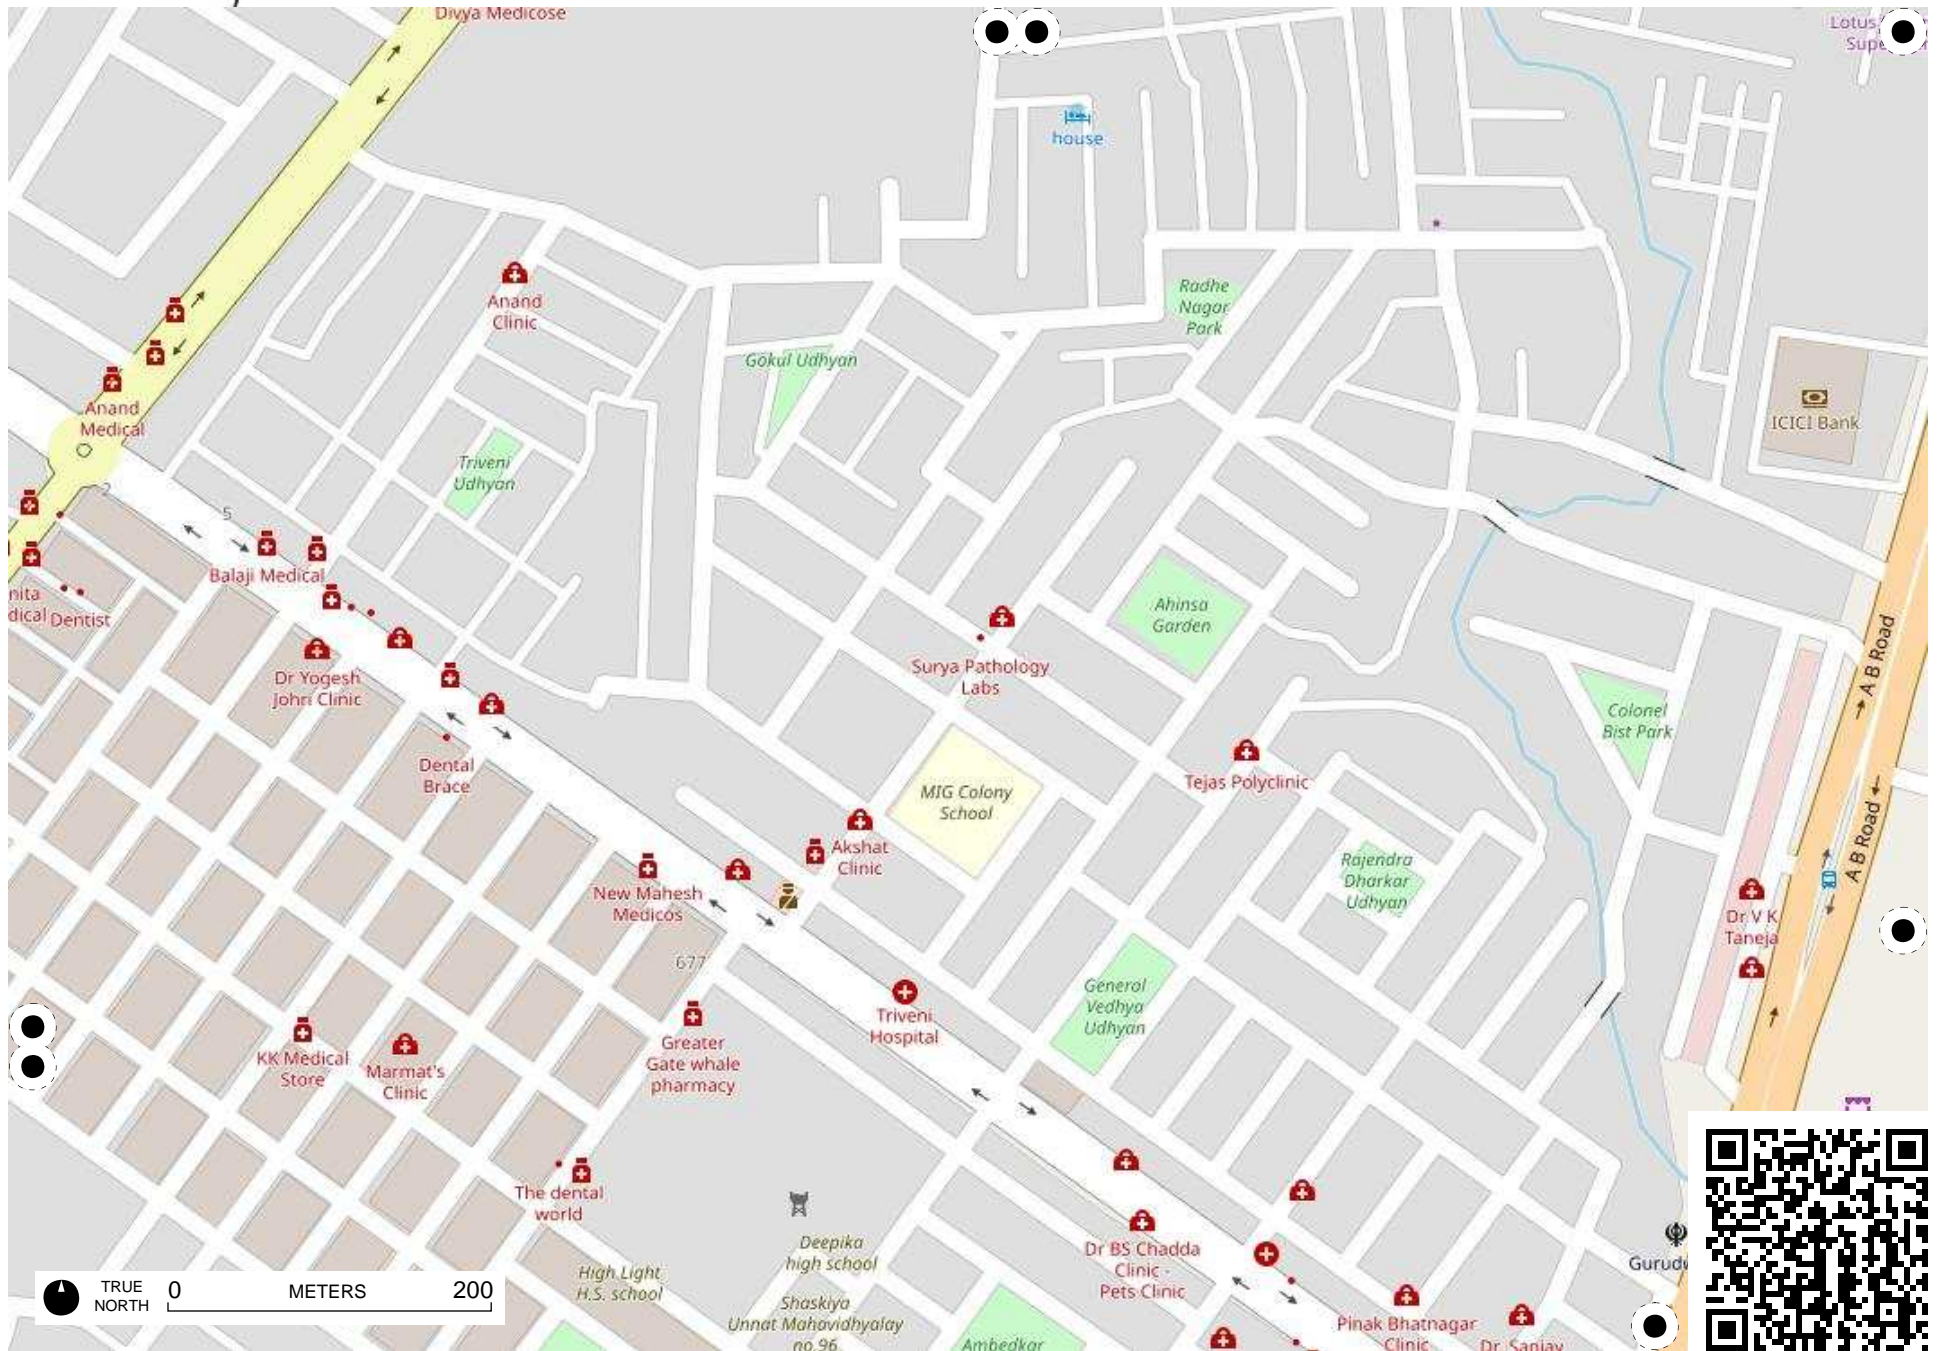 Divya Medicose
house
Anand
Clinic
Radhe
Nagar
Park
Gokul Udhyan
Anand
Medical
ICICI Bank
Triveni
Udhyan
2
5
Balaji Medical
Dentist
Ahinsa
Garden
Dr Yogesh
Johri Clinic
Surya Pathology
Labs
A B Road
Colonel
Bist Park
Dental
Brace
Tejas Polyclinic
MIG Colony
School
A B Road
Akshat
Clinic
Rajendra
Dharkar
Udhyan
New Mahesh
Medicos
Dr V K
Taneja
677
General
Vedhya
Udhyan
Triveni
Hospital
Greater
Gate whale
pharmacy
KK Medical
Store
Marmat's
Clinic
The dental
world
Deepika
high school
Dr BS Chadda
Clinic -
Pets Clinic
High Light
H.S. school
TRUE
NORTH
0 METERS 200
Shaskiya
Unnat Mahavidhyalay
no.96
Ambedkar
Pinak Bhatnagar
Clinic
Dr. Sanjay